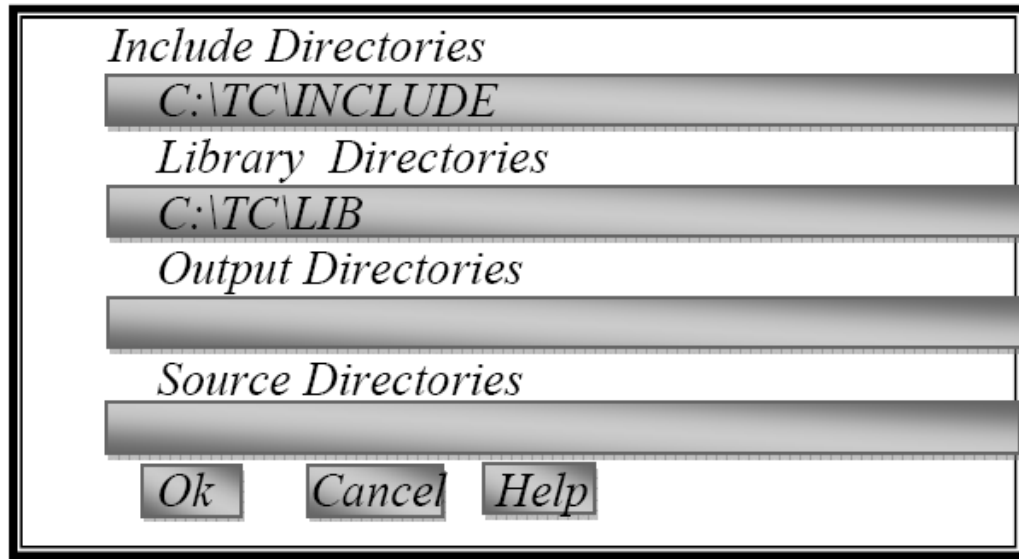 Include Directories
C:\TC\INCLUDE
Library Directories
C:\TC\LIB
Output Directories
Source Directories
Ok Cancel Help